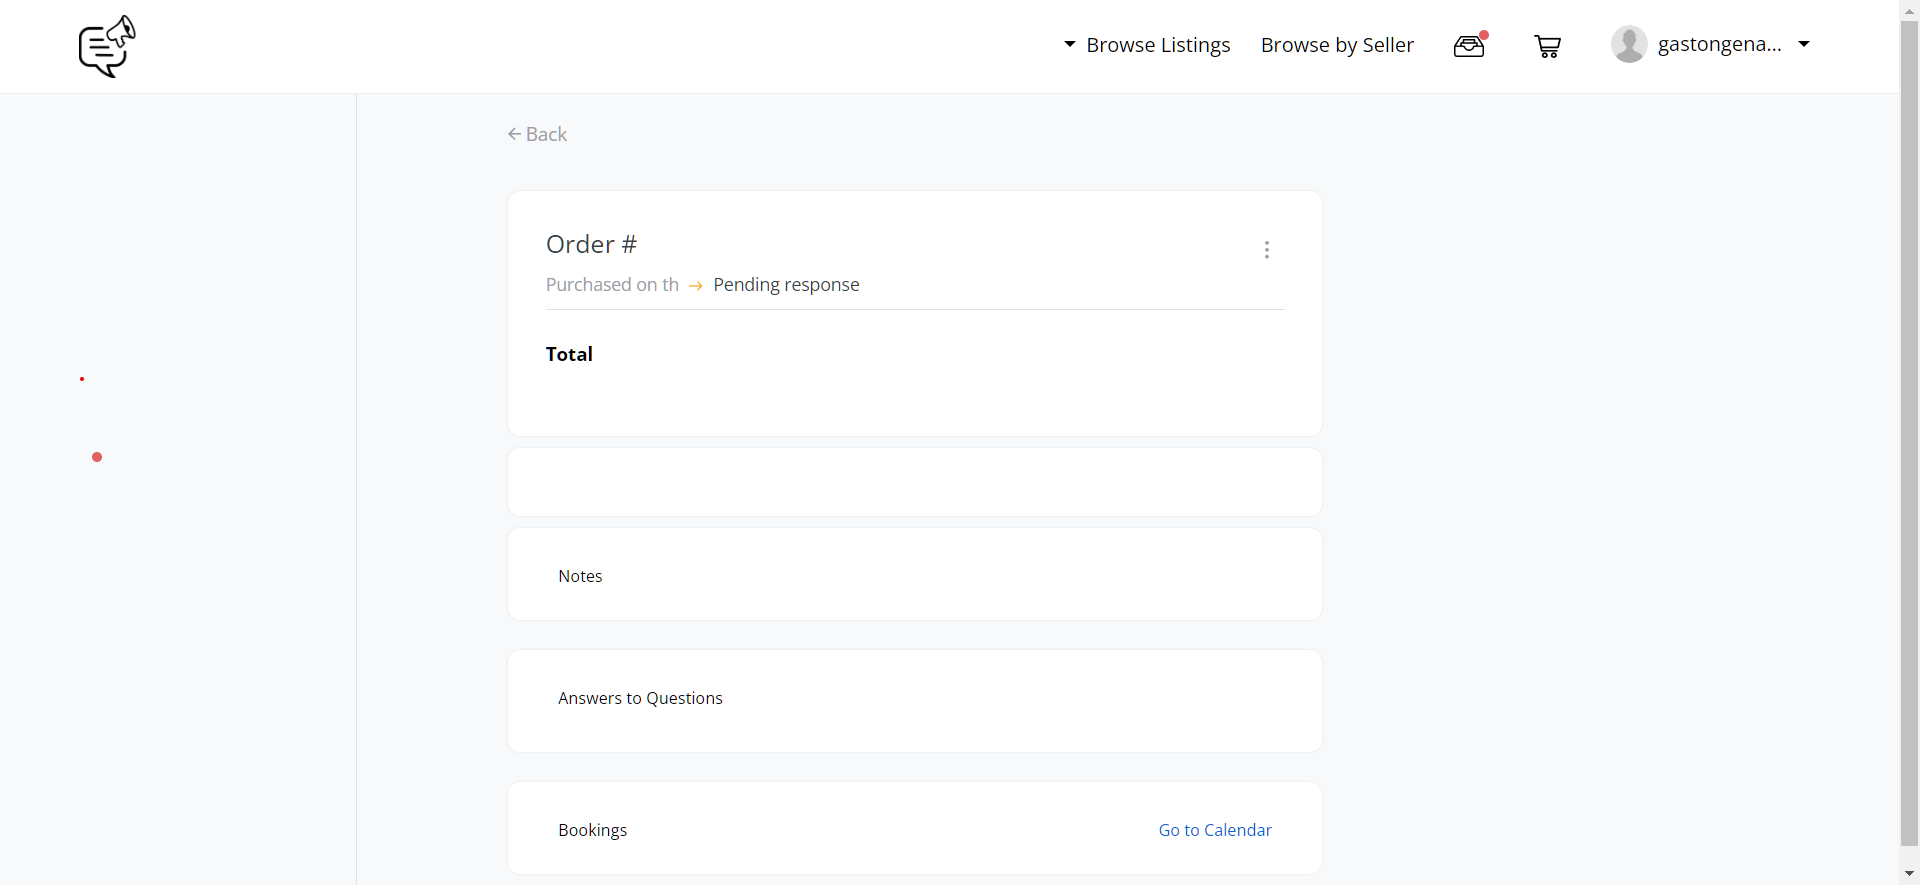 Browse Listings
Browse by Seller
gastongena...
Back
Order #
Purchased on th → Pending response
Total
Notes
Answers to Questions
Bookings
Go to Calendar